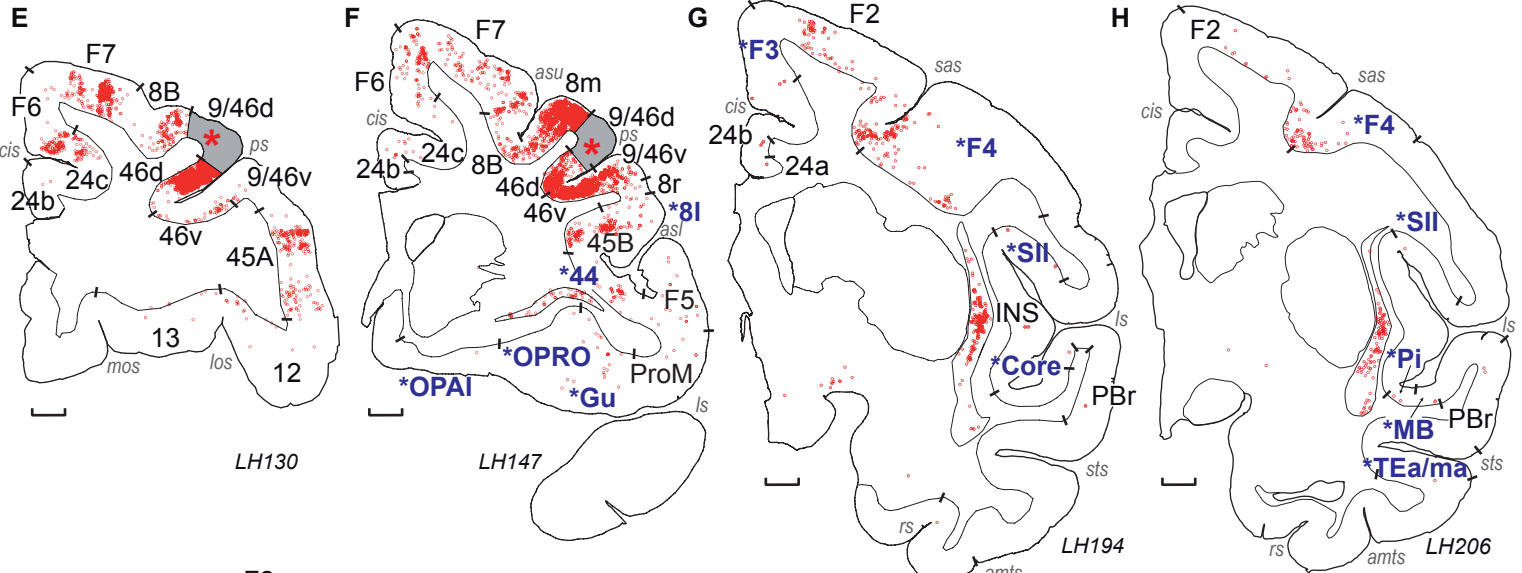 E
F7
8B
9/46d
F6
*
cis
ps
24c
46d
9/46v
24b
46v
45A
13
mos
los
12
LH130
F
F7
asu
8m
F6
9/46d
cis
*
ps
24c
8B
9/46v
24b
46d
8r
46v
*8l
45B
asl
*44
F5
*OPRO
ProM
*OPAl
*Gu
ls
LH147
G
F2
*F3
sas
cis
24b
*F4
24a
*SII
INS
ls
*Core
PBr
sts
rs
LH194
amts
H
F2
sas
cis
*F4
*SII
ls
*Pi
PBr
*MB
*TEa/ma
sts
rs
amts
LH206